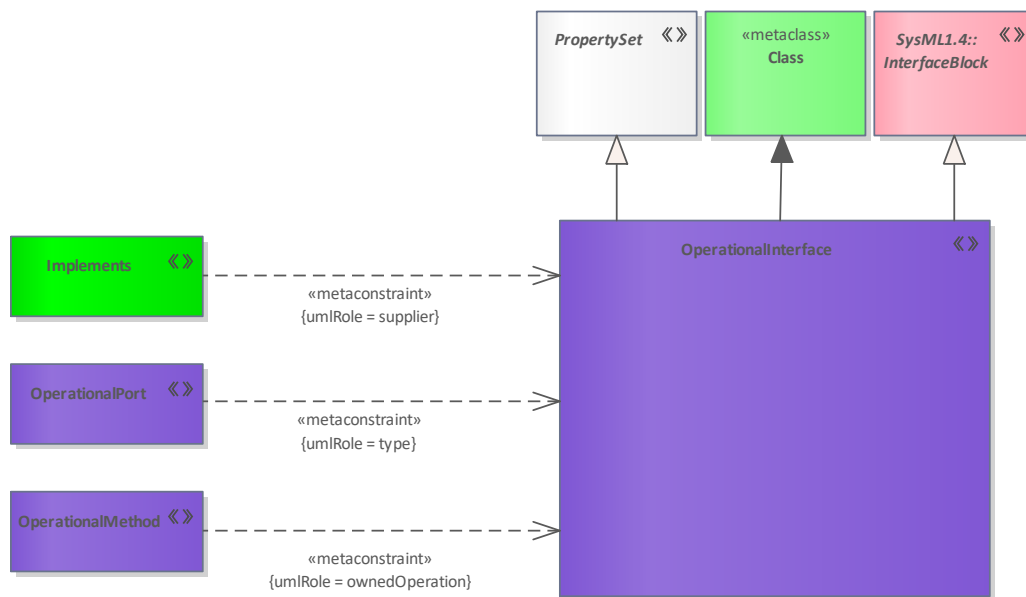 PropertySet «»
«metaclass»
Class
SysML1.4:: «»
InterfaceBlock
OperationalInterface «»
Implements «»
«metaconstraint»
{umlRole = supplier}
OperationalPort «»
«metaconstraint»
{umlRole = type}
OperationalMethod «»
«metaconstraint»
{umlRole = ownedOperation}